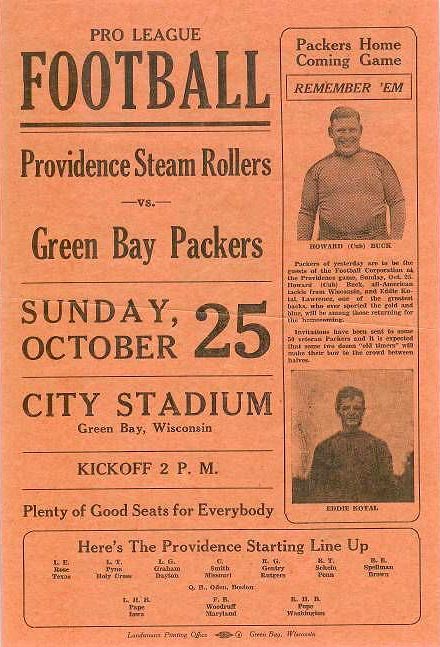 PRO LEAGUE
FOOTBALL
Providence Steam Rollers
—vs.—
Green Bay Packers
SUNDAY,
OCTOBER 25
CITY STADIUM
Green Bay, Wisconsin
KICKOFF 2 P. M.
Plenty of Good Seats for Everybody
Packers Home
Coming Game
REMEMBER 'EM
HOWARD (Cub) BUCK
Packers of yesterday are to be the
guests of the Football Corporation at
the Providence game, Sunday, Oct. 25.
Howard (Cub) Buck, all-American
tackle from Wisconsin, and Eddie Ko-
tal, Lawrence, one of the greatest
backs, who ever sported the gold and
blue, will be among those returning for
the homecoming.
Invitations have been sent to some
50 veteran Packers and it is expected
that some two dozen "old timers" will
make their bow to the crowd between
halves.
EDDIE KOTAL
Here's The Providence Starting Line Up
L. E. L. T. L. G. C. R. G. R. T. R. E.
Rose Pyne Graham Smith Gentry Schein Spellman
Texas Holy Cross Dayton Missouri Rutgers Penn Brown
Q. B., Oden, Brown
L. H. B. F. B. R. H. B.
Pape Woodruff Pope
Iowa Maryland Washington
Landsmann Printing Office Green Bay, Wisconsin